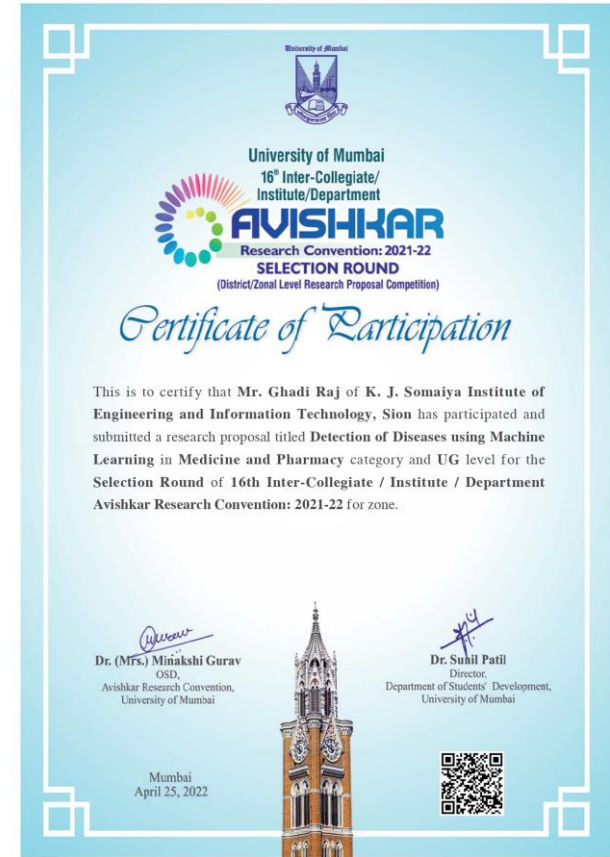 University of Mumbai
University of Mumbai
16th Inter-Collegiate/
Institute/Department
AVISHKAR
Research Convention: 2021-22
SELECTION ROUND
(District/Zonal Level Research Proposal Competition)
Certificate of Participation
This is to certify that Mr. Ghadi Raj of K. J. Somaiya Institute of
Engineering and Information Technology, Sion has participated and
submitted a research proposal titled Detection of Diseases using Machine
Learning in Medicine and Pharmacy category and UG level for the
Selection Round of 16th Inter-Collegiate / Institute / Department
Avishkar Research Convention: 2021-22 for zone.
Dr. (Mrs.) Minakshi Gurav
OSD,
Avishkar Research Convention,
University of Mumbai
Dr. Sunil Patil
Director,
Department of Students' Development,
University of Mumbai
Mumbai
April 25, 2022